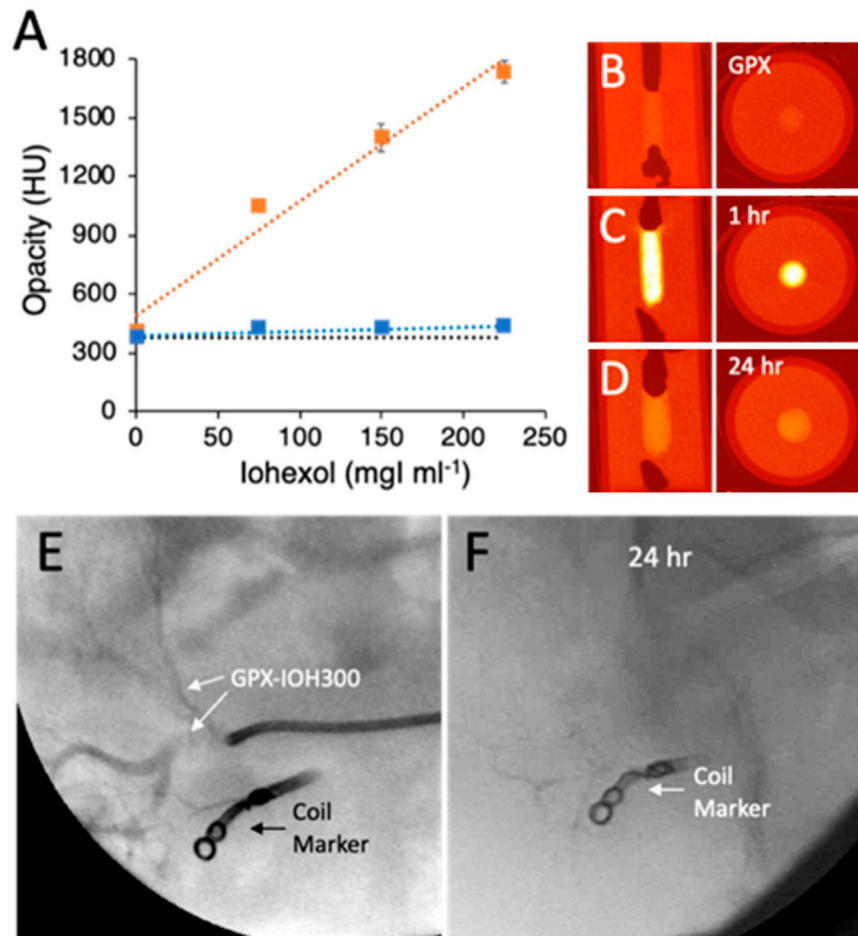 A
1800
1500
1200
900
600
300
0
Opacity (HU)
0 50 100 150 200 250
Iohexol (mgI ml⁻¹)
B
GPX
C
1 hr
D
24 hr
E
GPX-IOH300
Coil
Marker
F
24 hr
Coil
Marker